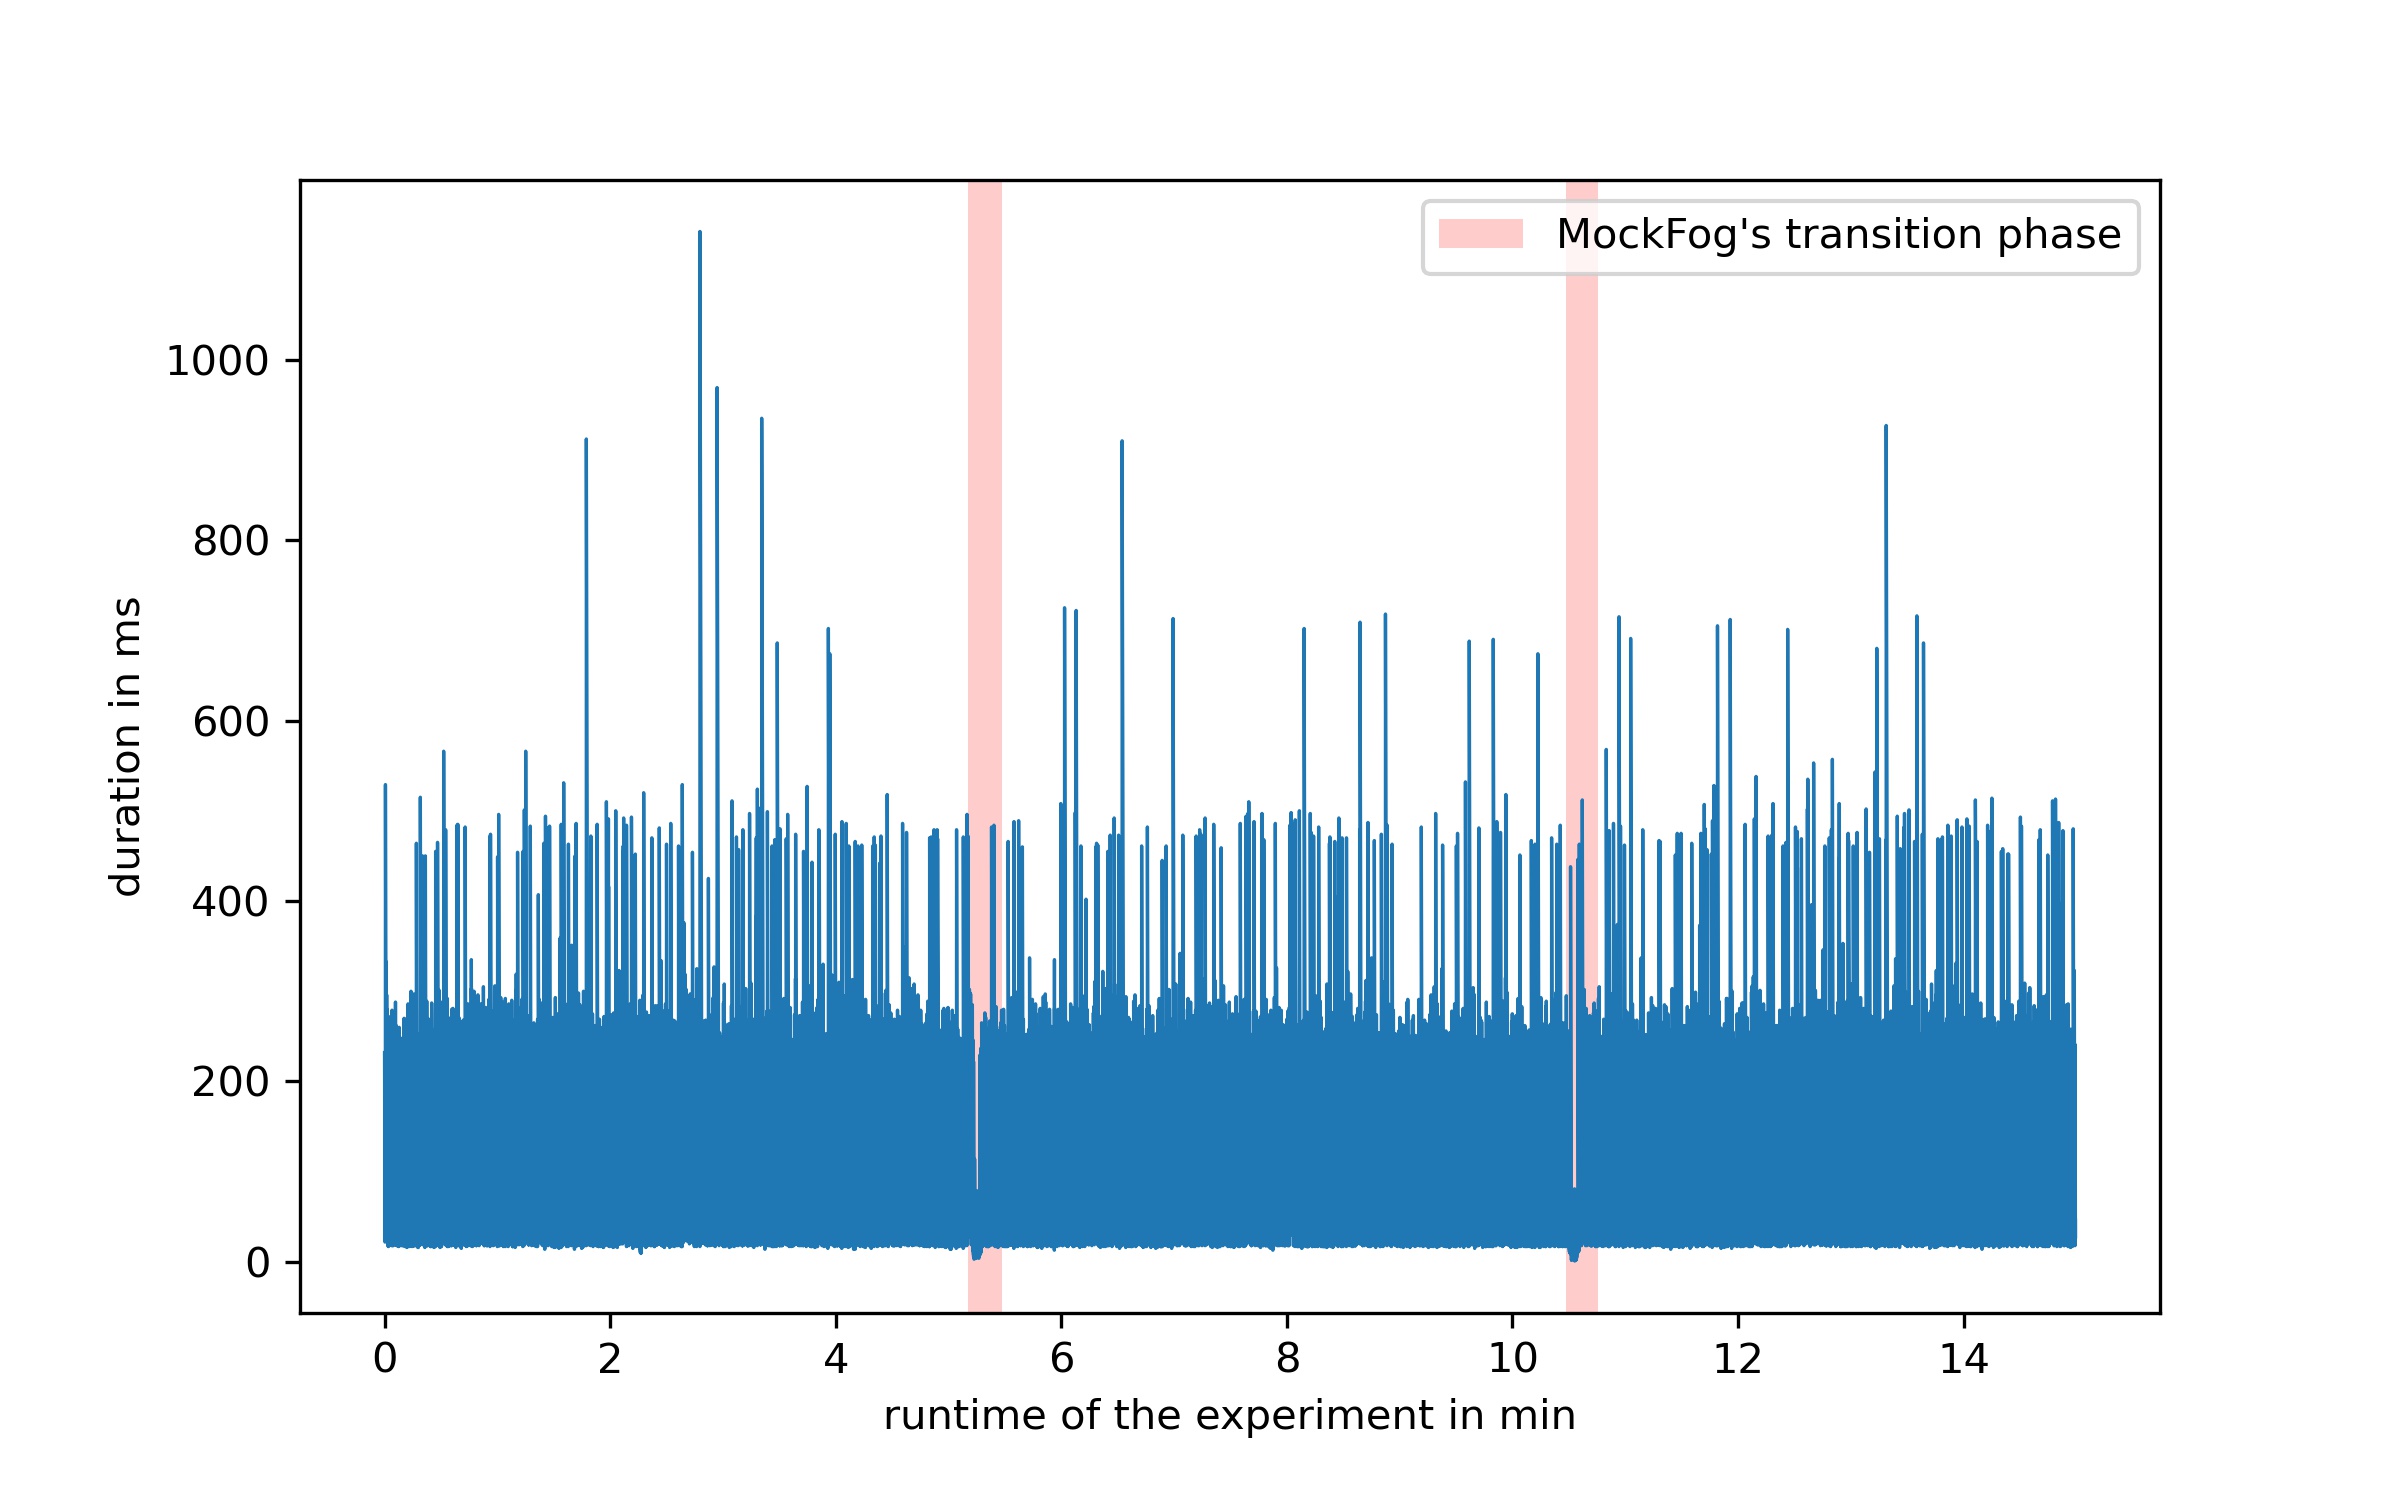 MockFog's transition phase
1000
800
600
400
200
0
duration in ms
0 2 4 6 8 10 12 14
runtime of the experiment in min